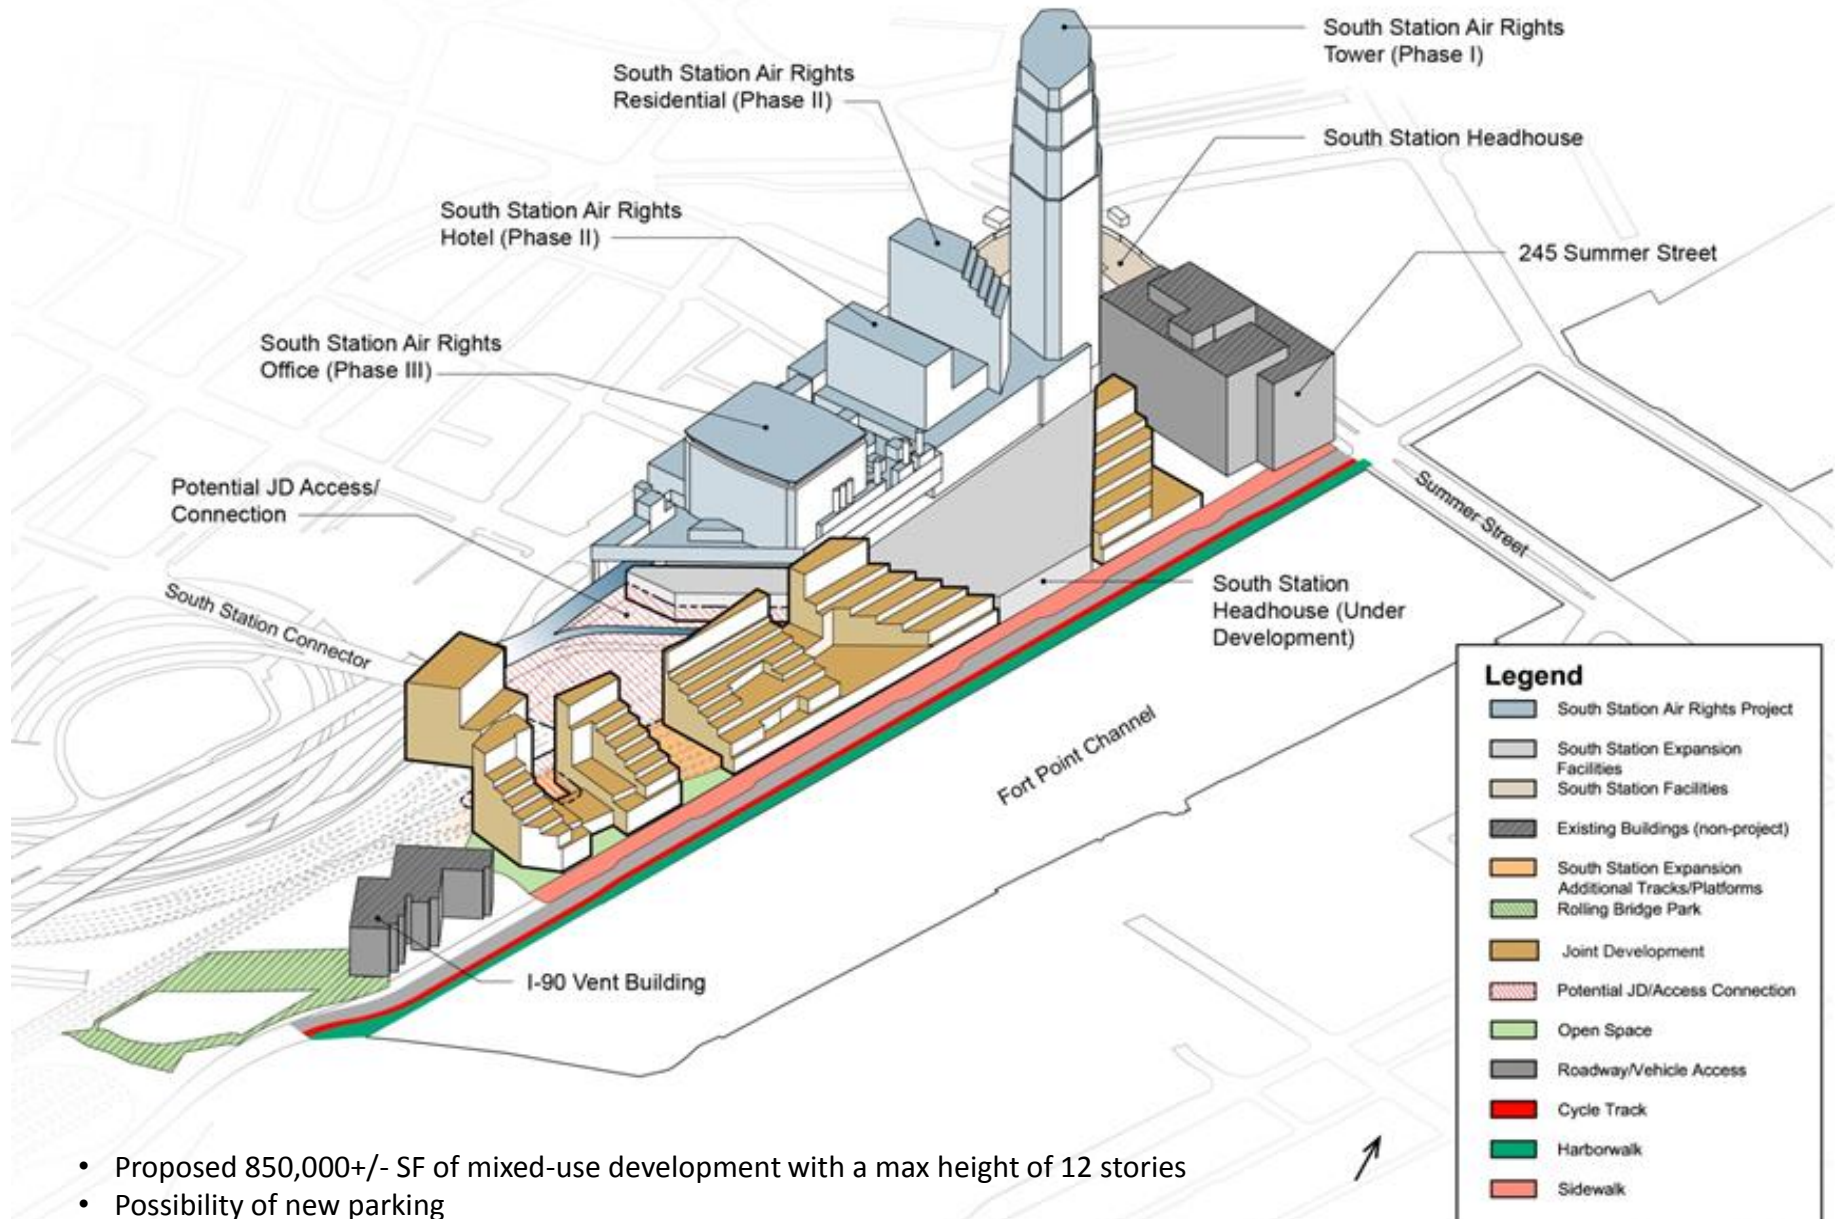 South Station Air Rights
Tower (Phase I)
South Station Air Rights
Residential (Phase II)
South Station Headhouse
South Station Air Rights
Hotel (Phase II)
245 Summer Street
South Station Air Rights
Office (Phase III)
Potential JD Access/
Connection
Summer Street
South Station Connector
South Station
Headhouse (Under
Development)
Fort Point Channel
I-90 Vent Building
Legend
South Station Air Rights Project
South Station Expansion
Facilities
South Station Facilities
Existing Buildings (non-project)
South Station Expansion
Additional Tracks/Platforms
Rolling Bridge Park
Joint Development
Potential JD/Access Connection
Open Space
Roadway/Vehicle Access
Cycle Track
Harborwalk
Sidewalk
• Proposed 850,000+/- SF of mixed-use development with a max height of 12 stories
• Possibility of new parking